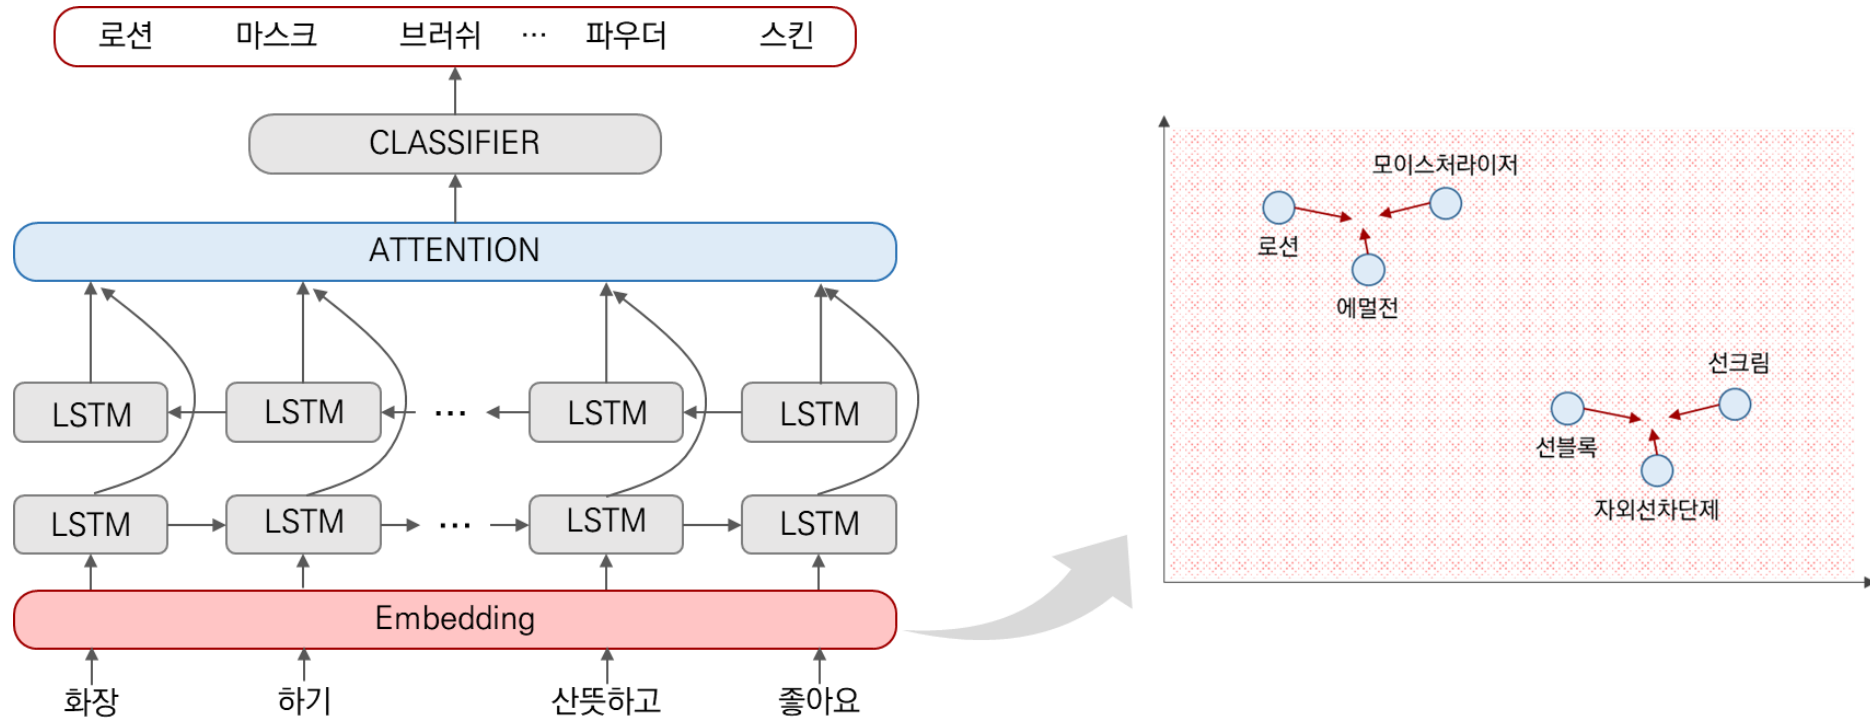 로션 마스크 브러쉬 … 파우더 스킨
CLASSIFIER
ATTENTION
LSTM LSTM … LSTM LSTM
LSTM LSTM … LSTM LSTM
Embedding
화장 하기 산뜻하고 좋아요
모이스처라이저
로션
에멀전
선크림
선블록
자외선차단제